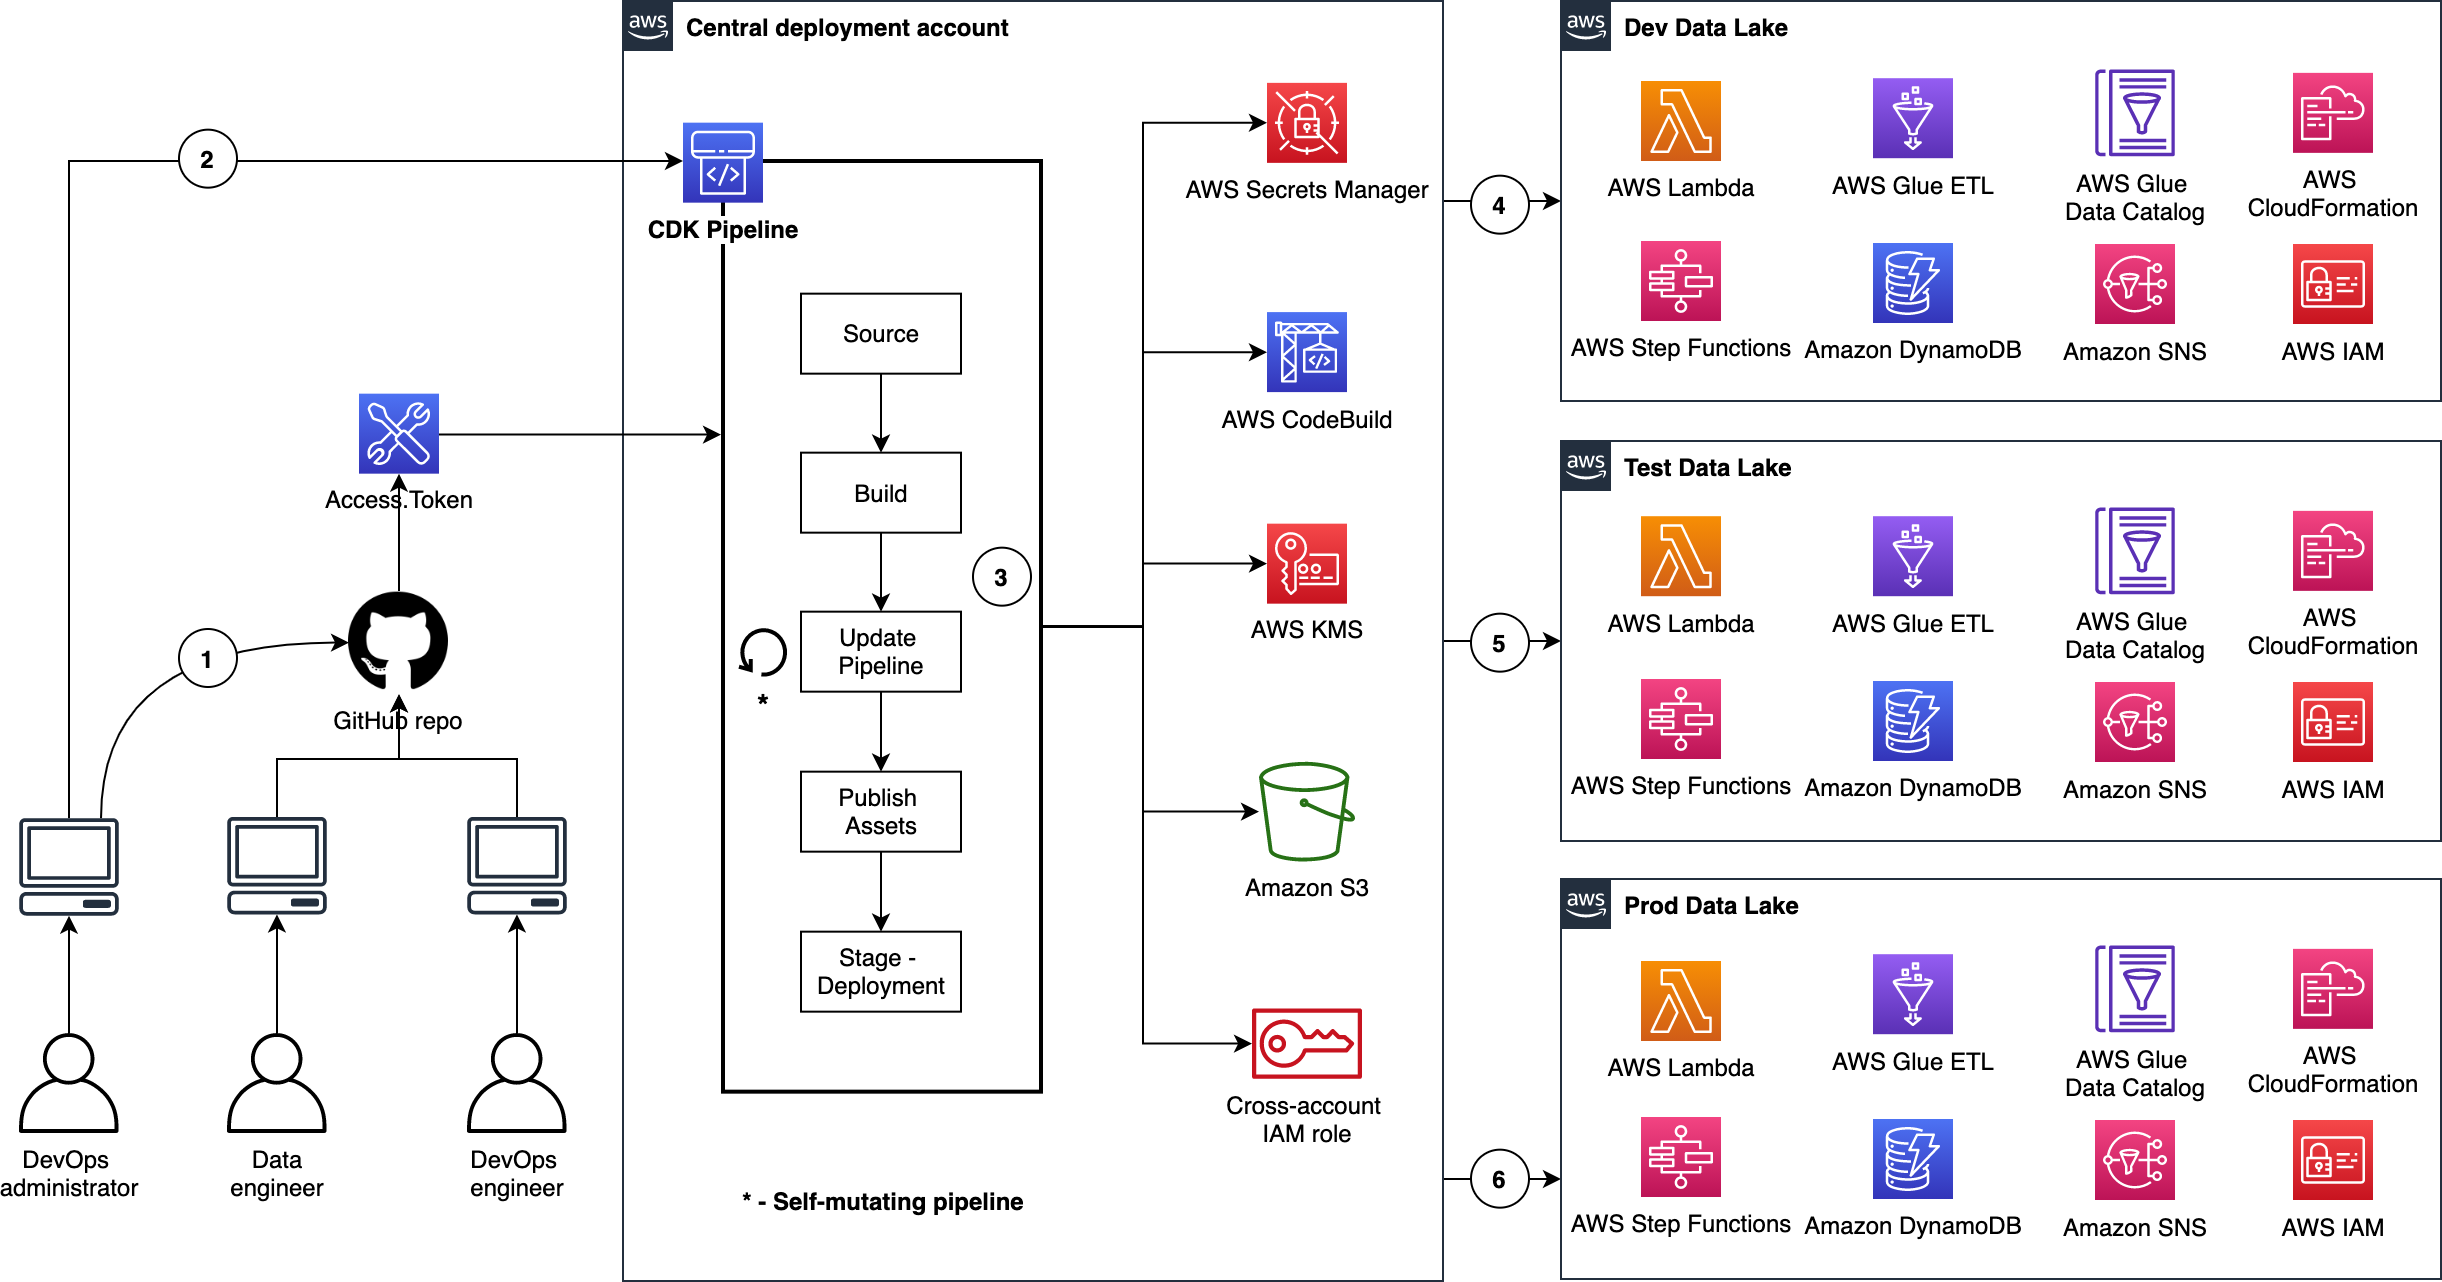 aws
Central deployment account
2
CDK Pipeline
Source
Build
Update
Pipeline
*
Publish
Assets
Stage -
Deployment
3
* - Self-mutating pipeline
Access Token
1
GitHub repo
DevOps
administrator
Data
engineer
DevOps
engineer
AWS Secrets Manager
AWS CodeBuild
AWS KMS
Amazon S3
Cross-account
IAM role
4
5
6
aws
Dev Data Lake
AWS Lambda
AWS Glue ETL
AWS Glue
Data Catalog
AWS
CloudFormation
AWS Step Functions
Amazon DynamoDB
Amazon SNS
AWS IAM
aws
Test Data Lake
AWS Lambda
AWS Glue ETL
AWS Glue
Data Catalog
AWS
CloudFormation
AWS Step Functions
Amazon DynamoDB
Amazon SNS
AWS IAM
aws
Prod Data Lake
AWS Lambda
AWS Glue ETL
AWS Glue
Data Catalog
AWS
CloudFormation
AWS Step Functions
Amazon DynamoDB
Amazon SNS
AWS IAM